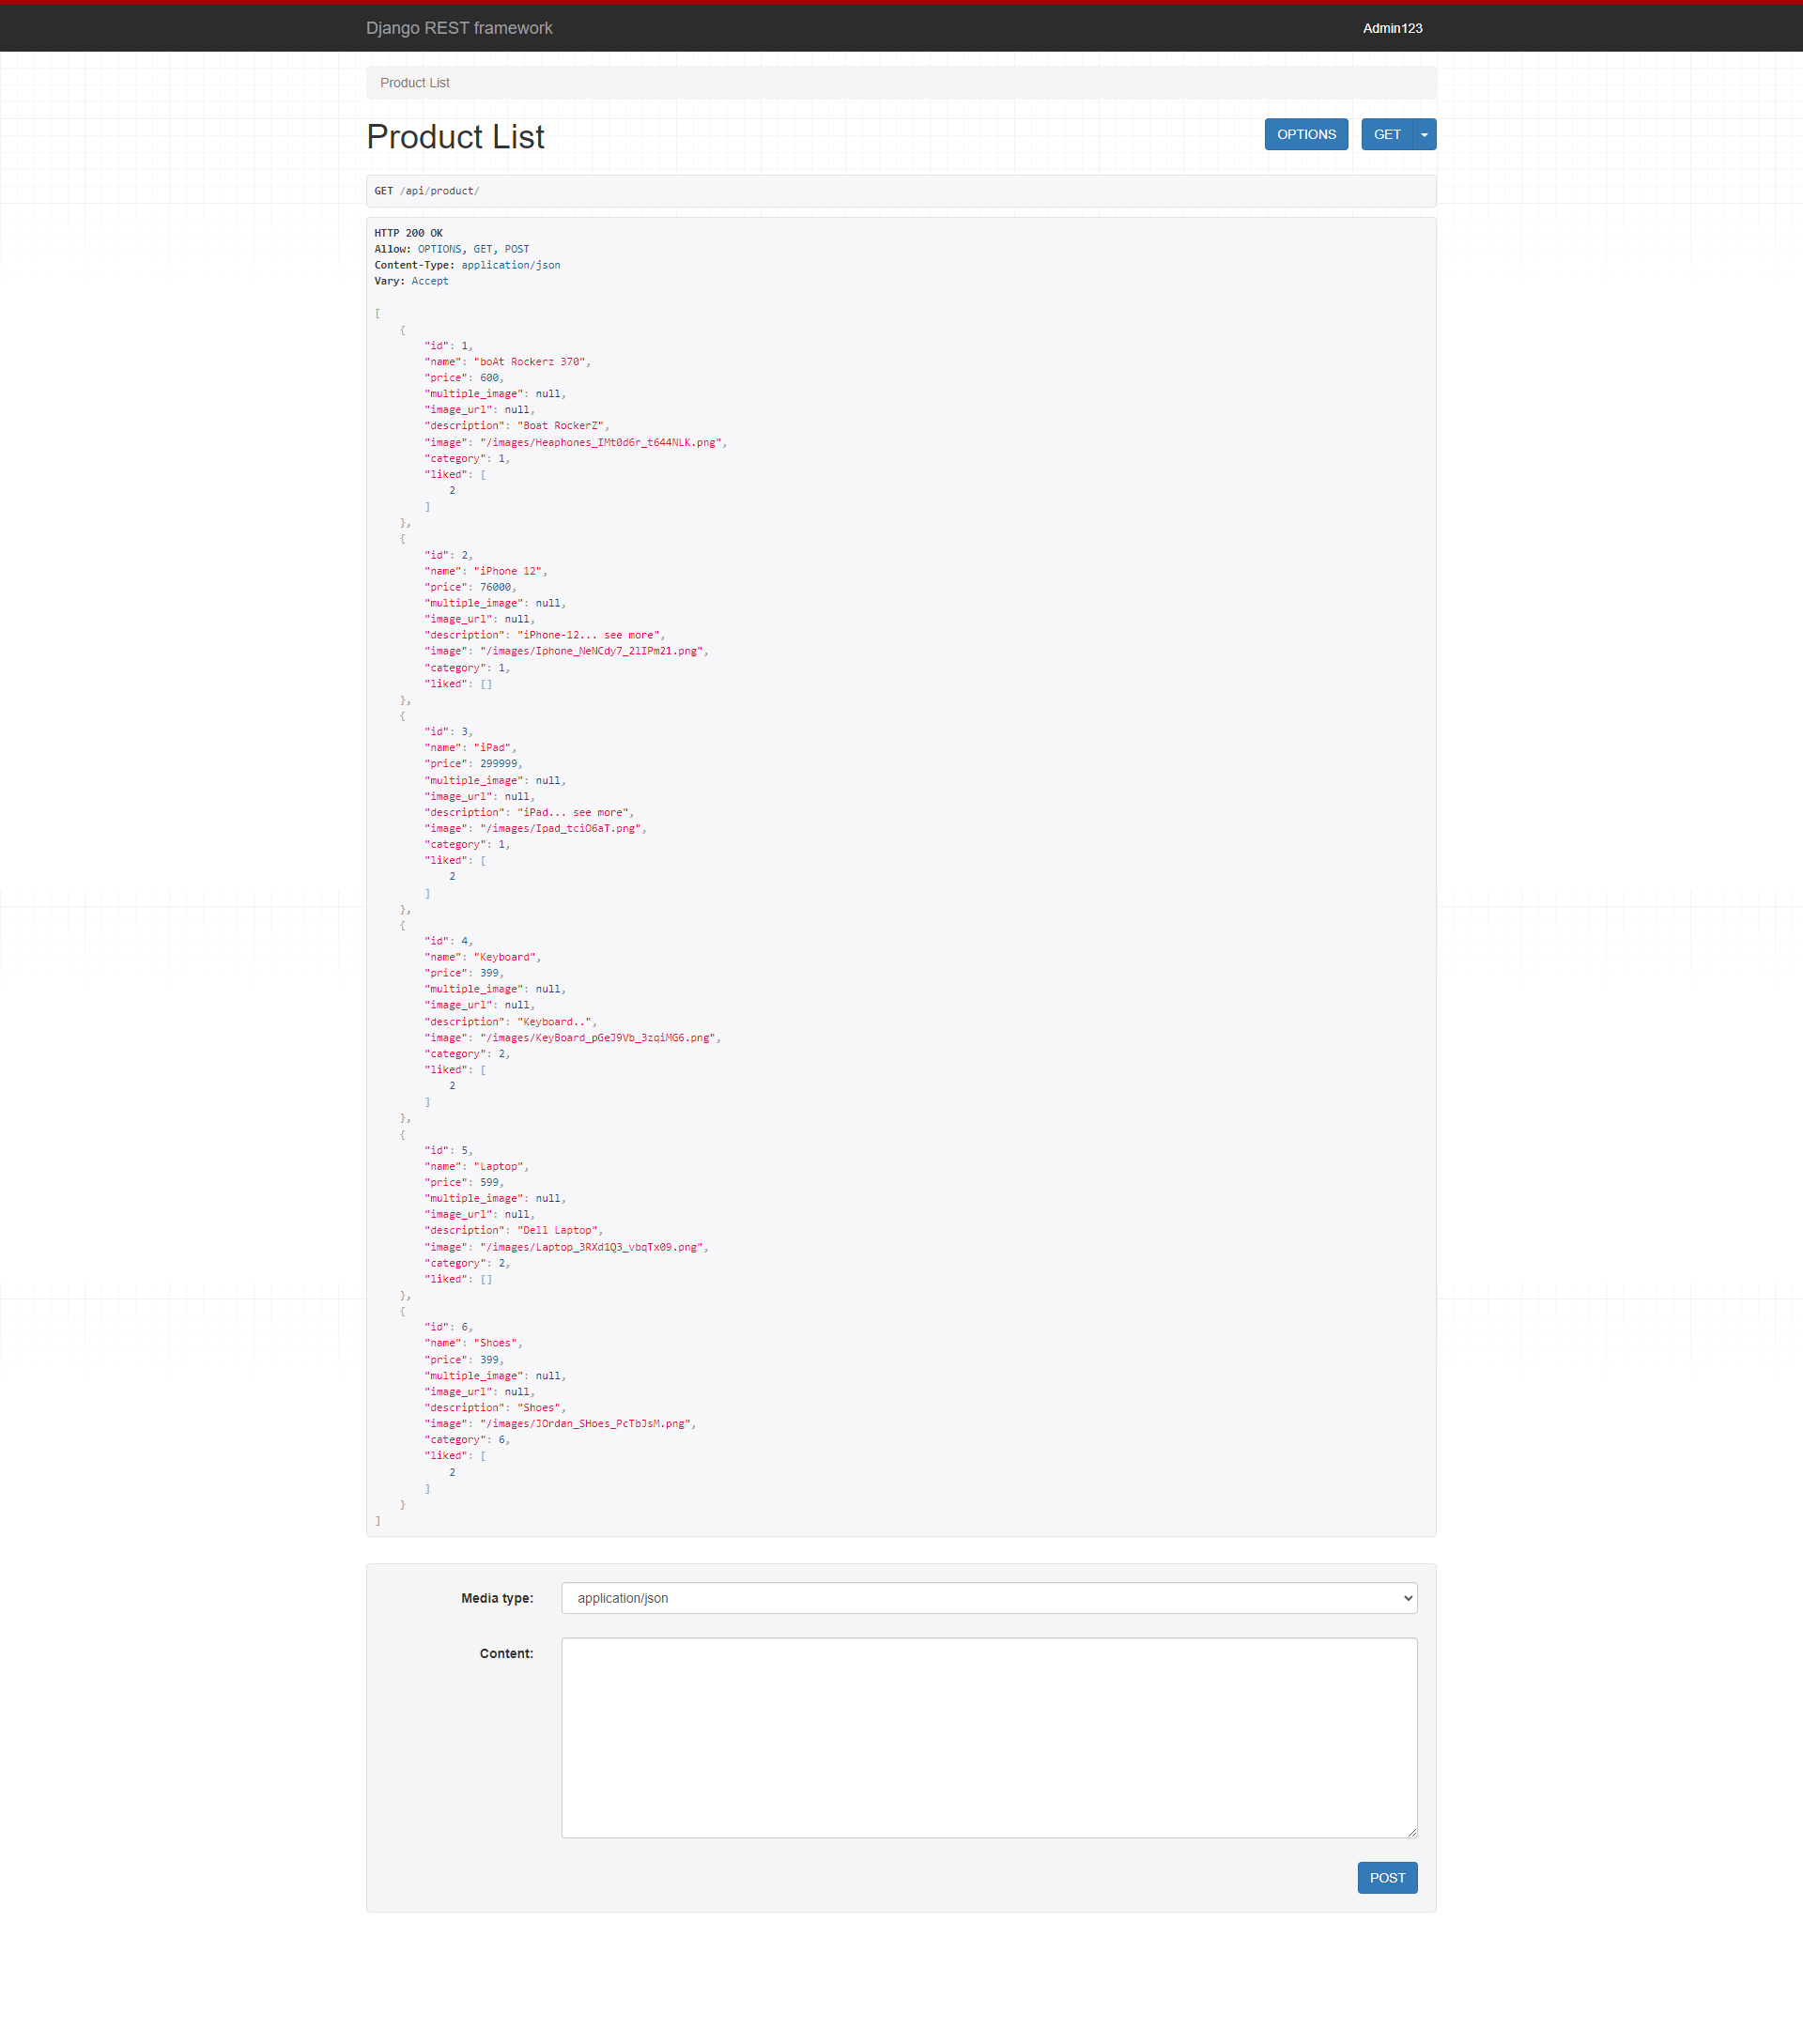 Django REST framework
Admin123
Product List
Product List
OPTIONS
GET
GET /api/product/
HTTP 200 OK
Allow: OPTIONS, GET, POST
Content-Type: application/json
Vary: Accept
[
{
"id": 1,
"name": "boAt Rockerz 370",
"price": 600,
"multiple_image": null,
"image_url": null,
"description": "Boat RockerZ",
"image": "/images/Heaphones_IMt0d6r_t644NLK.png",
"category": 1,
"liked": [
2
]
},
{
"id": 2,
"name": "iPhone 12",
"price": 76000,
"multiple_image": null,
"image_url": null,
"description": "iPhone-12... see more",
"image": "/images/Iphone_NeNCdy7_2lIPm21.png",
"category": 1,
"liked": []
},
{
"id": 3,
"name": "iPad",
"price": 299999,
"multiple_image": null,
"image_url": null,
"description": "iPad... see more",
"image": "/images/Ipad_tciO6aT.png",
"category": 1,
"liked": [
2
]
},
{
"id": 4,
"name": "Keyboard",
"price": 399,
"multiple_image": null,
"image_url": null,
"description": "Keyboard..",
"image": "/images/KeyBoard_pGeJ9Vb_3zqiMG6.png",
"category": 2,
"liked": [
2
]
},
{
"id": 5,
"name": "Laptop",
"price": 599,
"multiple_image": null,
"image_url": null,
"description": "Dell Laptop",
"image": "/images/Laptop_3RXd1Q3_vbqTx09.png",
"category": 2,
"liked": []
},
{
"id": 6,
"name": "Shoes",
"price": 399,
"multiple_image": null,
"image_url": null,
"description": "Shoes",
"image": "/images/JOrdan_SHoes_PcTbJsM.png",
"category": 6,
"liked": [
2
]
}
]
Media type:
application/json
Content:
POST